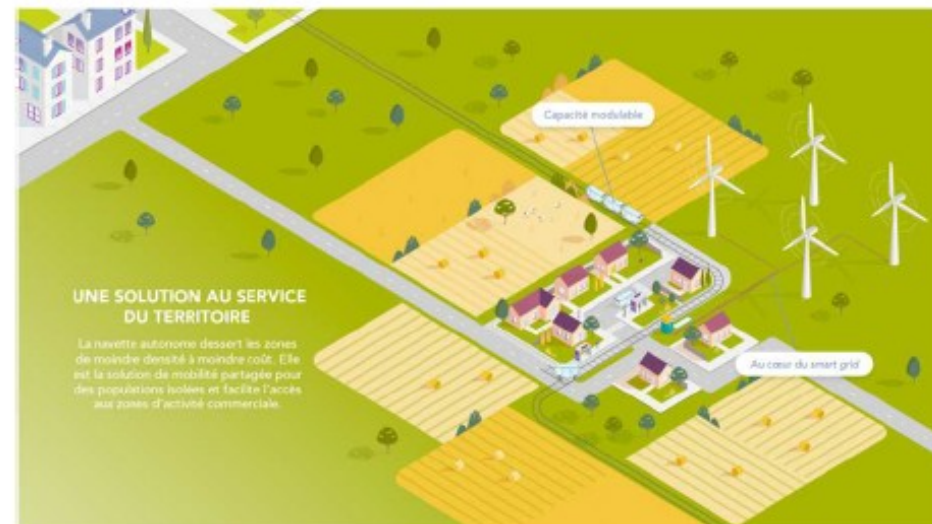 Capacité modulable
UNE SOLUTION AU SERVICE
DU TERRITOIRE
La navette autonome dessert les zones
de moindre densité à moindre coût. Elle
est la solution de mobilité partagée pour
des populations isolées et facilite l'accès
aux zones d'activité commerciale.
Au cœur du smart grid